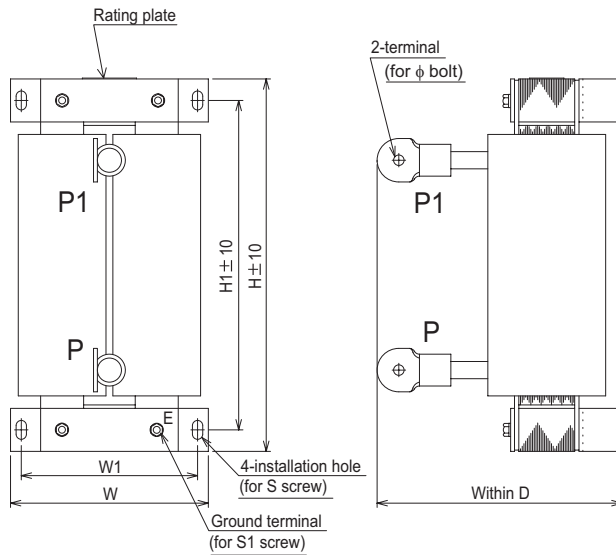 Rating plate
2-terminal
(for ϕ bolt)
P1
P1
H1±10
H±10
P
P
E
W1
W
4-installation hole
(for S screw)
Ground terminal
(for S1 screw)
Within D